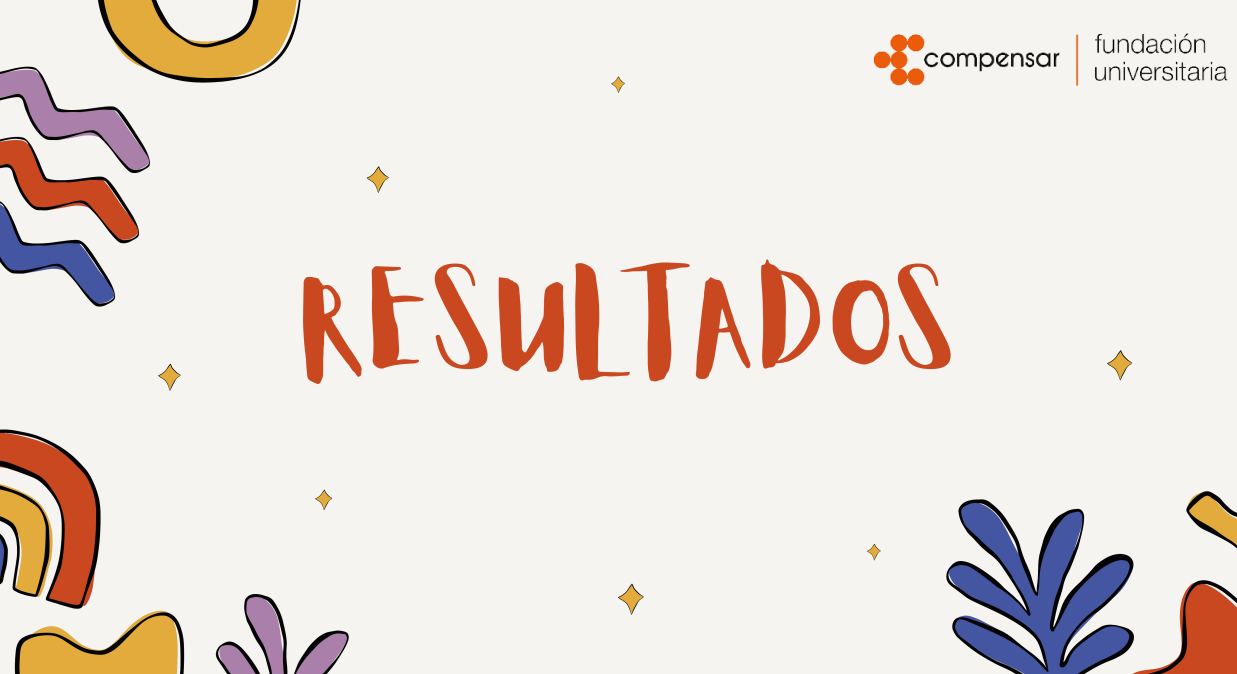 compensar
fundación
universitaria
RESULTADOS